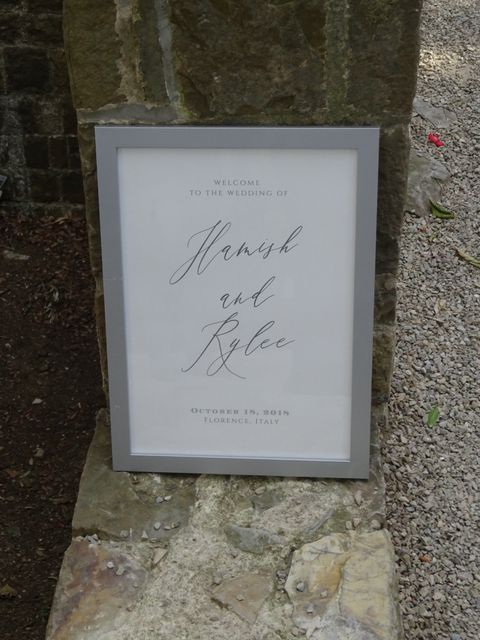 WELCOME
TO THE WEDDING OF
Hamish
and
Rylee
OCTOBER 18, 2018
FLORENCE, ITALY